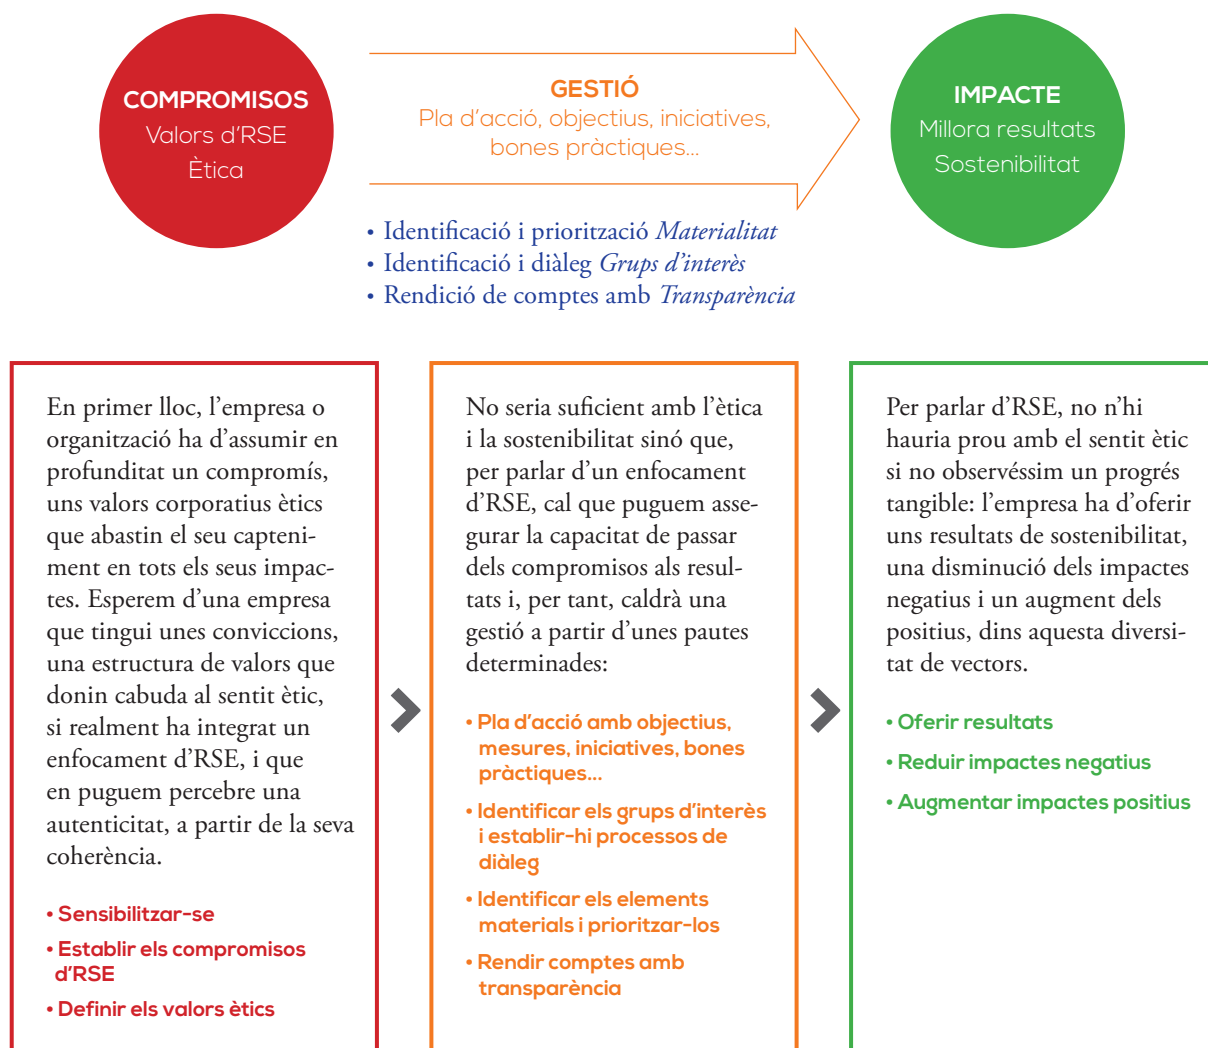 COMPROMISOS
Valors d’RSE
Ètica
GESTIÓ
Pla d’acció, objectius, iniciatives,
bones pràctiques...
IMPACTE
Millora resultats
Sostenibilitat
• Identificació i priorització Materialitat
• Identificació i diàleg Grups d’interès
• Rendició de comptes amb Transparència
En primer lloc, l’empresa o
organització ha d’assumir en
profunditat un compromís,
uns valors corporatius ètics
que abastin el seu capteni-
ment en tots els seus impac-
tes. Esperem d’una empresa
que tingui unes conviccions,
una estructura de valors que
donin cabuda al sentit ètic,
si realment ha integrat un
enfocament d’RSE, i que
en puguem percebre una
autenticitat, a partir de la seva
coherència.
• Sensibilitzar-se
• Establir els compromisos
d’RSE
• Definir els valors ètics
No seria suficient amb l’ètica
i la sostenibilitat sinó que,
per parlar d’un enfocament
d’RSE, cal que puguem asse-
gurar la capacitat de passar
dels compromisos als resul-
tats i, per tant, caldrà una
gestió a partir d’unes pautes
determinades:
• Pla d’acció amb objectius,
mesures, iniciatives, bones
pràctiques...
• Identificar els grups d’interès
i establir-hi processos de
diàleg
• Identificar els elements
materials i prioritzar-los
• Rendir comptes amb
transparència
Per parlar d’RSE, no n’hi
hauria prou amb el sentit ètic
si no observéssim un progrés
tangible: l’empresa ha d’oferir
uns resultats de sostenibilitat,
una disminució dels impactes
negatius i un augment dels
positius, dins aquesta diversi-
tat de vectors.
• Oferir resultats
• Reduir impactes negatius
• Augmentar impactes positius